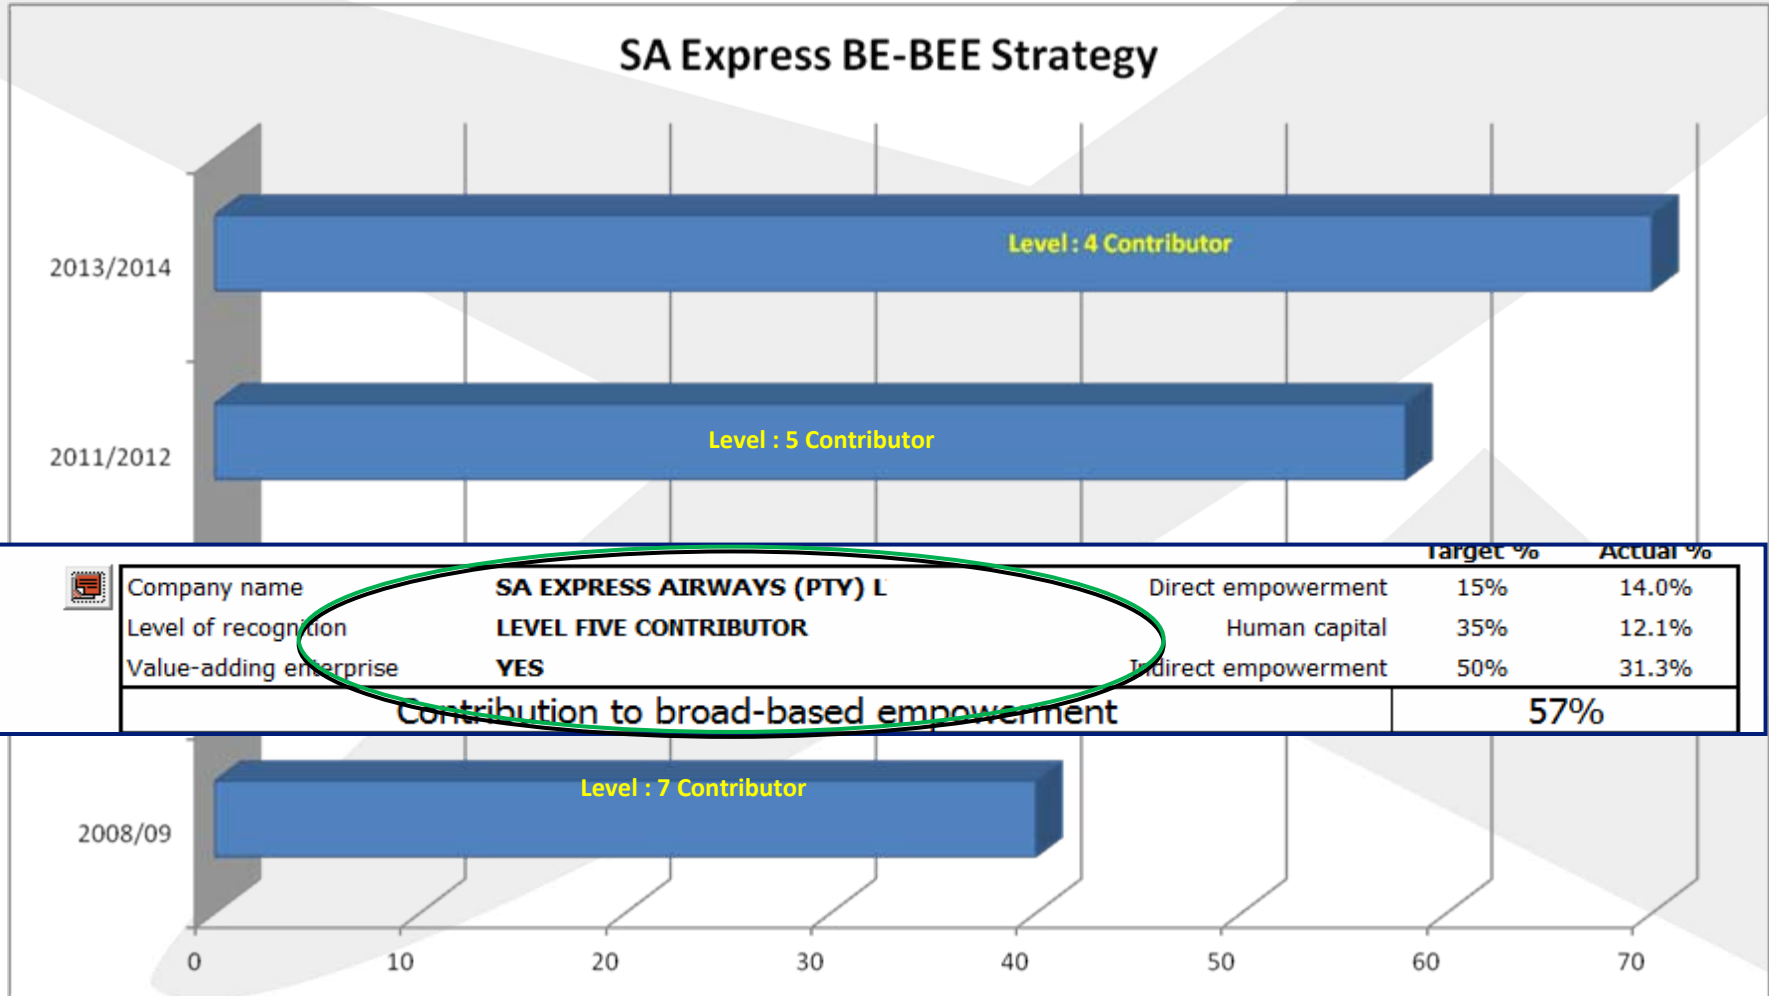 SA Express BE-BEE Strategy
2013/2014
Level : 4 Contributor
2011/2012
Level : 5 Contributor
Target % Actual %
Company name SA EXPRESS AIRWAYS (PTY) L Direct empowerment 15% 14.0%
Level of recognition LEVEL FIVE CONTRIBUTOR Human capital 35% 12.1%
Value-adding enterprise YES Indirect empowerment 50% 31.3%
Contribution to broad-based empowerment 57%
Level : 7 Contributor
2008/09
0 10 20 30 40 50 60 70